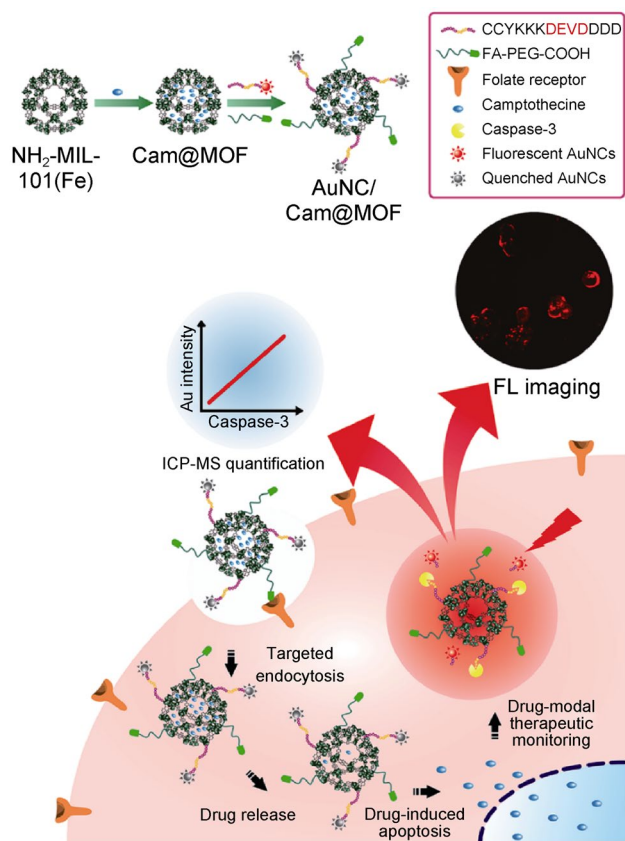 CCYKKKDEVDDDD
FA-PEG-COOH
Folate receptor
Camptothecine
Caspase-3
Fluorescent AuNCs
Quenched AuNCs
NH₂-MIL-
101(Fe)
Cam@MOF
AuNC/
Cam@MOF
Au intensity
Caspase-3
ICP-MS quantification
FL imaging
Targeted
endocytosis
Drug release
Drug-induced
apoptosis
Drug-modal
therapeutic
monitoring